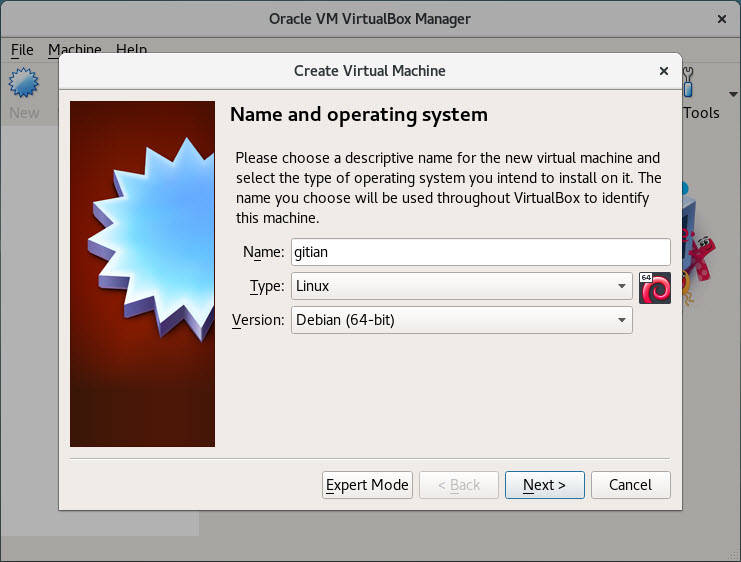 Oracle VM VirtualBox Manager
File Machine Help
Create Virtual Machine
New
Tools
Name and operating system
Please choose a descriptive name for the new virtual machine and
select the type of operating system you intend to install on it. The
name you choose will be used throughout VirtualBox to identify
this machine.
Name: gitian
Type: Linux
64
Version: Debian (64-bit)
Expert Mode < Back Next > Cancel